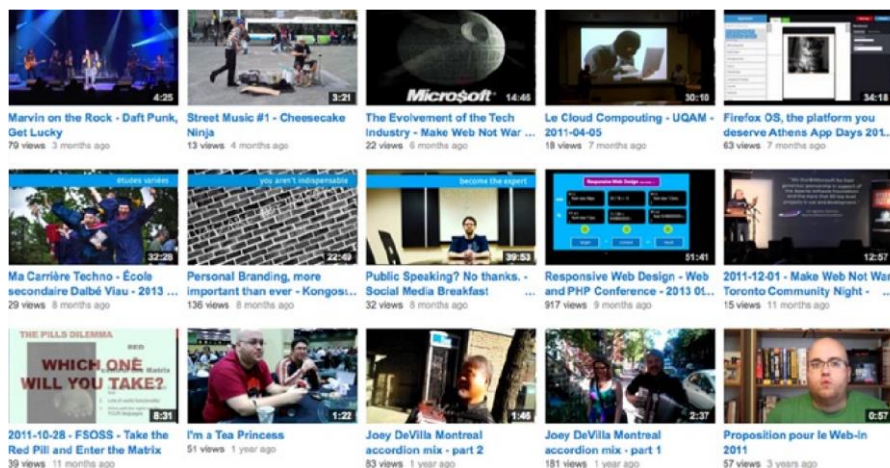 4:25
3:21
Micro$oft
14:46
30:18
34:18
Marvin on the Rock - Daft Punk,
Get Lucky
79 views 3 months ago
Street Music #1 - Cheesecake
Ninja
13 views 4 months ago
The Evolvement of the Tech
Industry - Make Web Not War ...
22 views 6 months ago
Le Cloud Compouting - UQAM -
2011-04-05
18 views 7 months ago
Firefox OS, the platform you
deserve Athens App Days 201...
63 views 7 months ago
études variées
32:28
you aren't indispensable
22:49
become the expert
39:53
Responsive Web Design
51:41
12:57
Ma Carrière Techno - École
secondaire Dalbé Viau - 2013 ...
29 views 8 months ago
Personal Branding, more
important than ever - Kongos...
136 views 8 months ago
Public Speaking? No thanks. -
Social Media Breakfast ...
32 views 8 months ago
Responsive Web Design - Web
and PHP Conference - 2013 0...
917 views 9 months ago
2011-12-01 - Make Web Not War
Toronto Community Night - ...
15 views 11 months ago
THE PILLS DILEMMA
RED
Matrix
WHICH ONE
WILL YOU TAKE?
8:31
1:22
1:46
2:37
0:57
2011-10-28 - FSOSS - Take the
Red Pill and Enter the Matrix
39 views 11 months ago
I'm a Tea Princess
51 views 1 year ago
Joey DeVilla Montreal
accordion mix - part 2
83 views 1 year ago
Joey DeVilla Montreal
accordion mix - part 1
181 views 1 year ago
Proposition pour le Web-in
2011
57 views 3 years ago